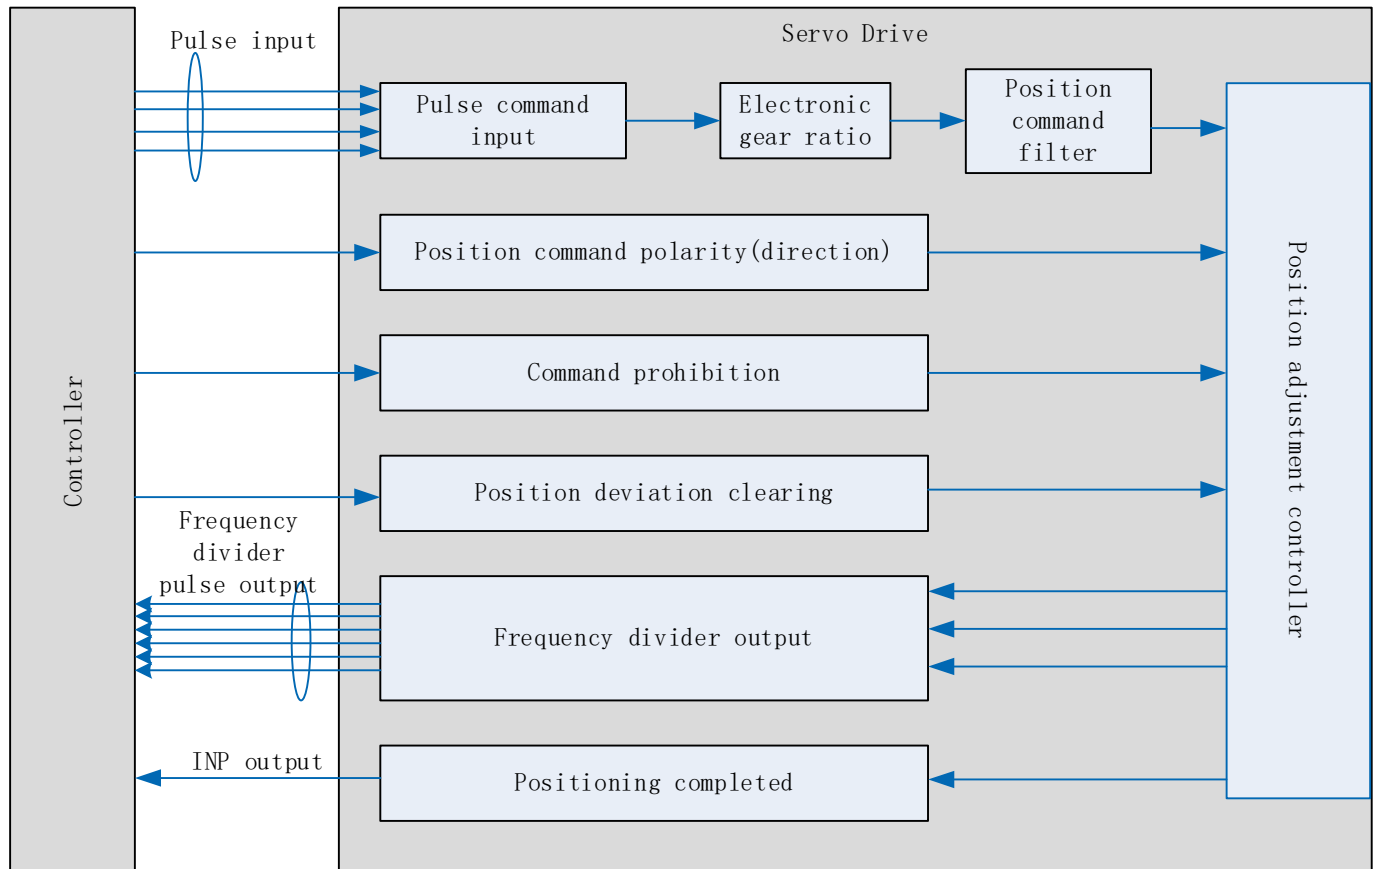 Servo Drive
Pulse input
Pulse command
input
Electronic
gear ratio
Position
command
filter
Position command polarity(direction)
Command prohibition
Position deviation clearing
Frequency
divider
pulse output
Frequency divider output
INP output
Positioning completed
Controller
Position adjustment controller